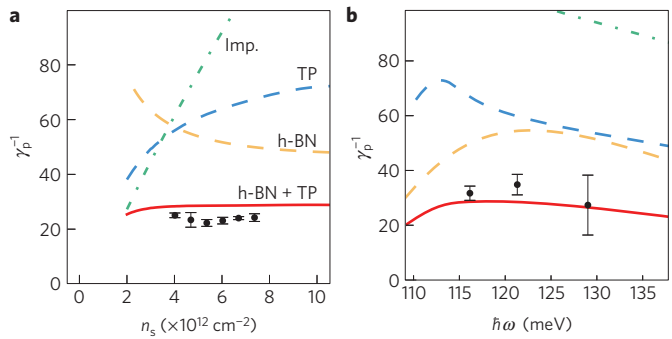 a
Imp.
TP
h-BN
h-BN + TP
γp⁻¹
80
60
40
20
0
0 2 4 6 8 10
nₛ (×10¹² cm⁻²)
b
γp⁻¹
80
60
40
20
0
110 115 120 125 130 135
ℏω (meV)